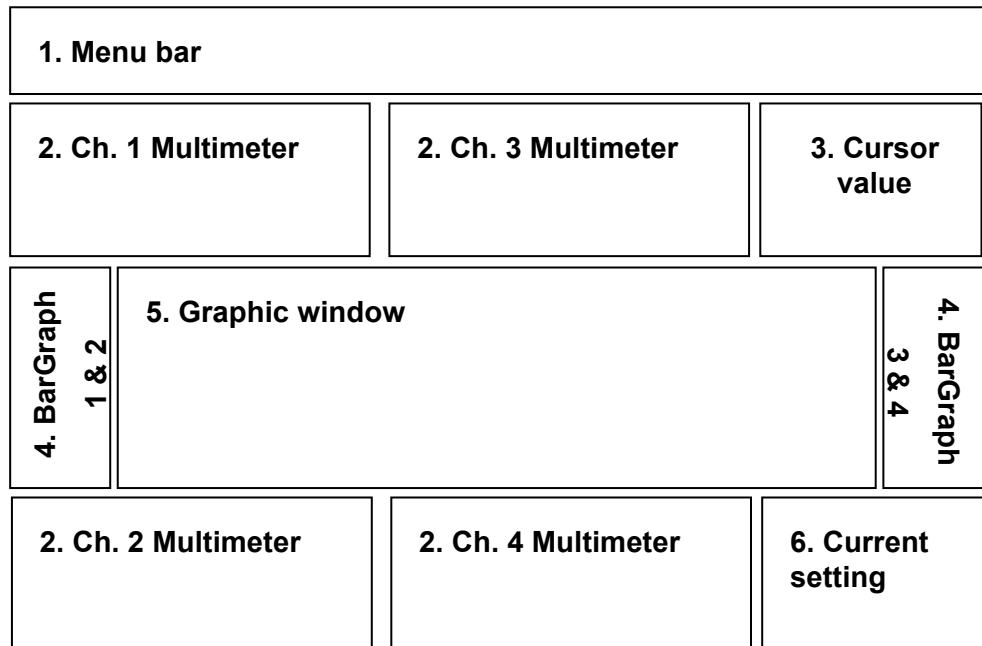 1. Menu bar
2. Ch. 1 Multimeter
2. Ch. 3 Multimeter
3. Cursor
value
4. BarGraph
1 & 2
5. Graphic window
4. BarGraph
3 & 4
2. Ch. 2 Multimeter
2. Ch. 4 Multimeter
6. Current
setting